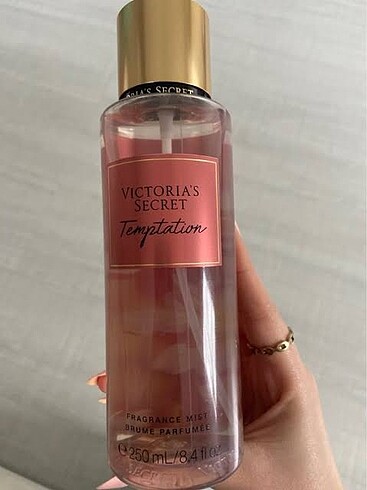 VICTORIA'S
SECRET
Temptation
FRAGRANCE MIST
BRUME PARFUMÉE
℮ 250 mL/8.4 fl oz